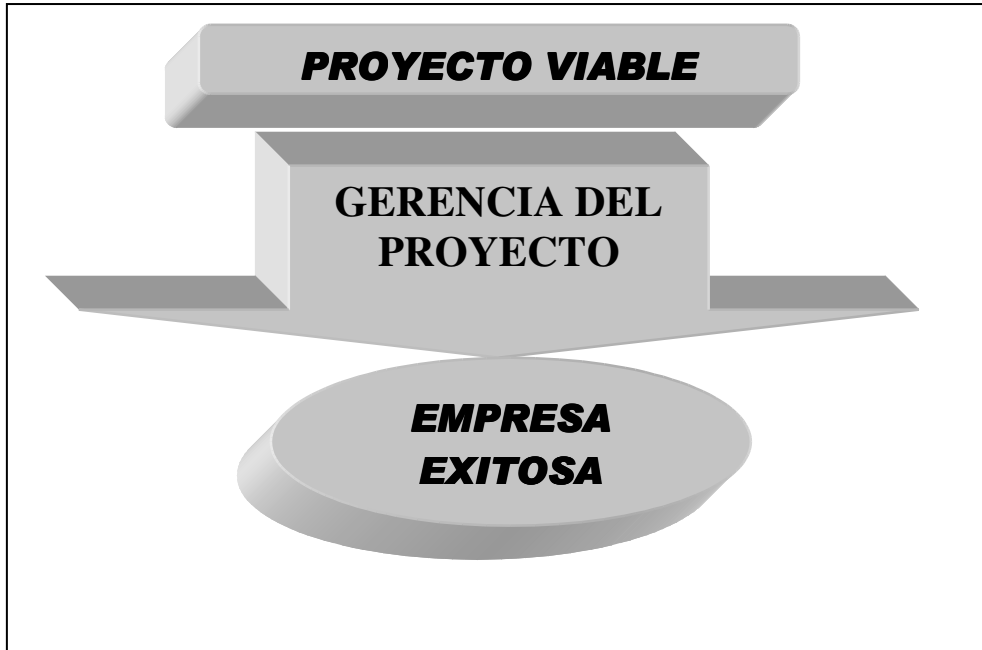 PROYECTO VIABLE
GERENCIA DEL
PROYECTO
EMPRESA
EXITOSA